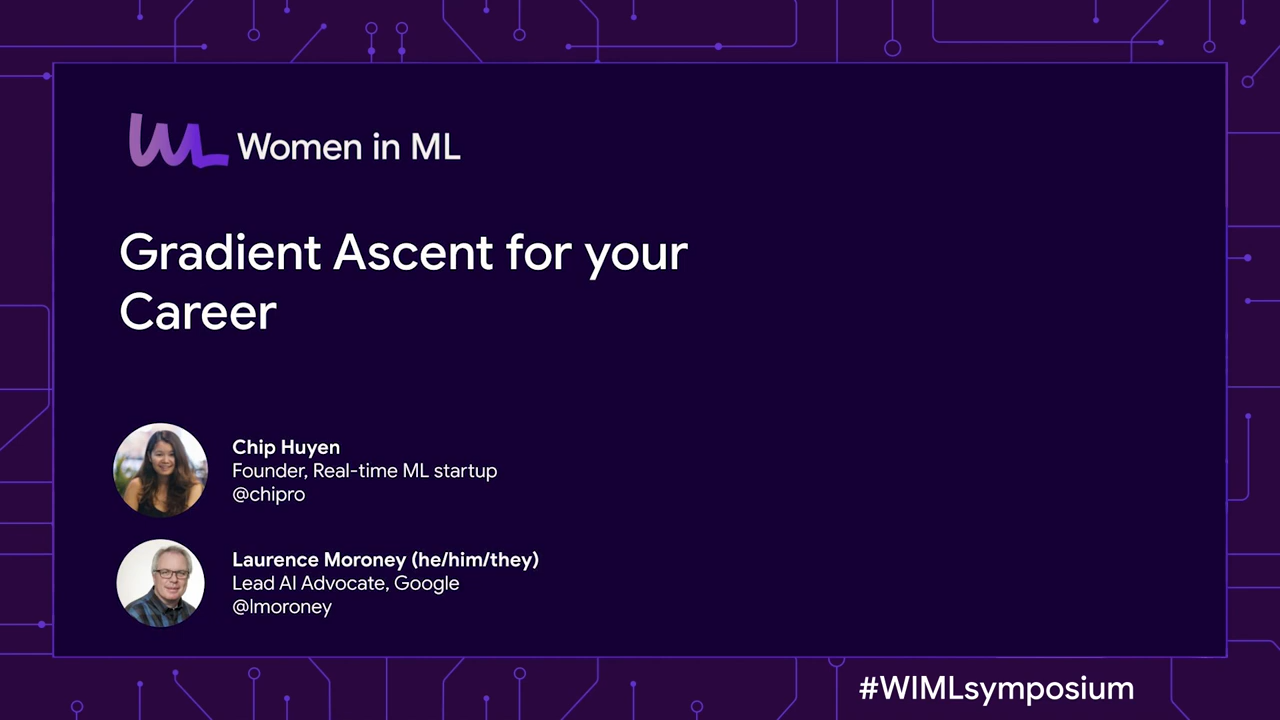 WL Women in ML
Gradient Ascent for your
Career
Chip Huyen
Founder, Real-time ML startup
@chipro
Laurence Moroney (he/him/they)
Lead AI Advocate, Google
@lmoroney
#WIMLsymposium